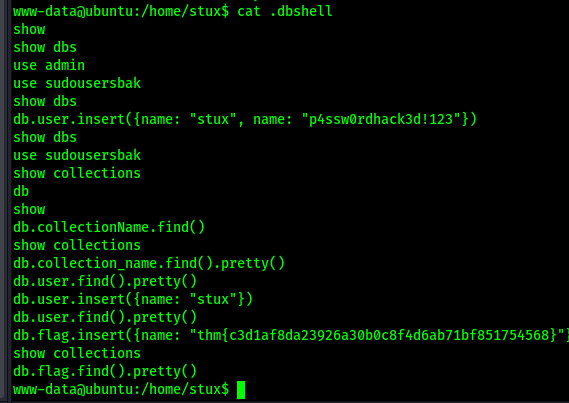 www-data@ubuntu:/home/stux$ cat .dbshell
show
show dbs
use admin
use sudousersbak
show dbs
db.user.insert({name: "stux", name: "p4ssw0rdhack3d!123"})
show dbs
use sudousersbak
show collections
db
show
db.collectionName.find()
show collections
db.collection_name.find().pretty()
db.user.find().pretty()
db.user.insert({name: "stux"})
db.user.find().pretty()
db.flag.insert({name: "thm{c3d1af8da23926a30b0c8f4d6ab71bf851754568}"}
show collections
db.flag.find().pretty()
www-data@ubuntu:/home/stux$